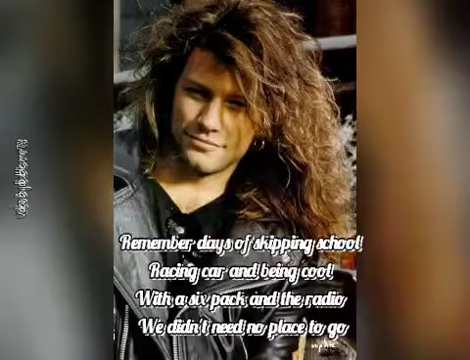 Remember days of skipping school!
Racing car and being cool!
With a six pack and the radio
We didn't need no place to go